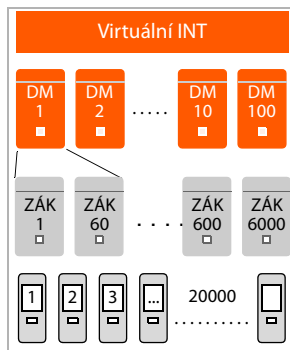 Virtuální INT
DM 1 DM 2 ..... DM 10 DM 100
ZÁK 1 ZÁK 60 . . . . ZÁK 600 ZÁK 6000
1 2 3 ... 20000 ..........